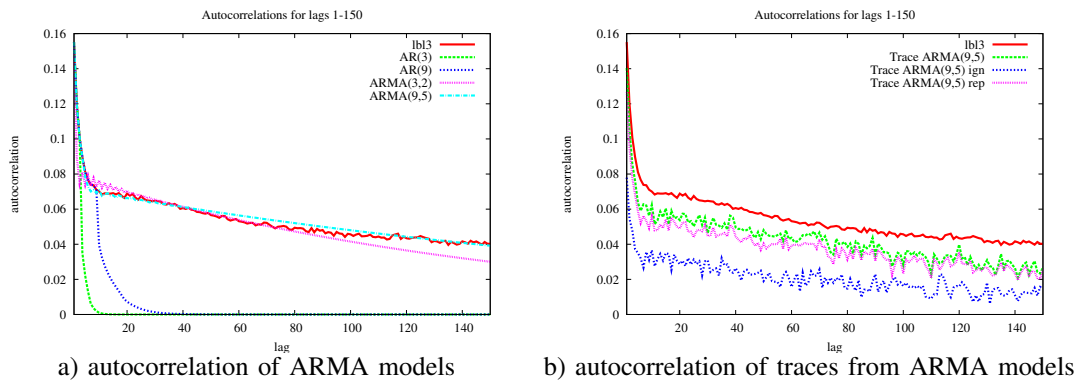 Autocorrelations for lags 1-150
0.16
0.14
0.12
0.1
0.08
0.06
0.04
0.02
0
autocorrelation
lbl3
AR(3)
AR(9)
ARMA(3,2)
ARMA(9,5)
20 40 60 80 100 120 140
lag
a) autocorrelation of ARMA models
Autocorrelations for lags 1-150
0.16
0.14
0.12
0.1
0.08
0.06
0.04
0.02
0
autocorrelation
lbl3
Trace ARMA(9,5)
Trace ARMA(9,5) ign
Trace ARMA(9,5) rep
20 40 60 80 100 120 140
lag
b) autocorrelation of traces from ARMA models